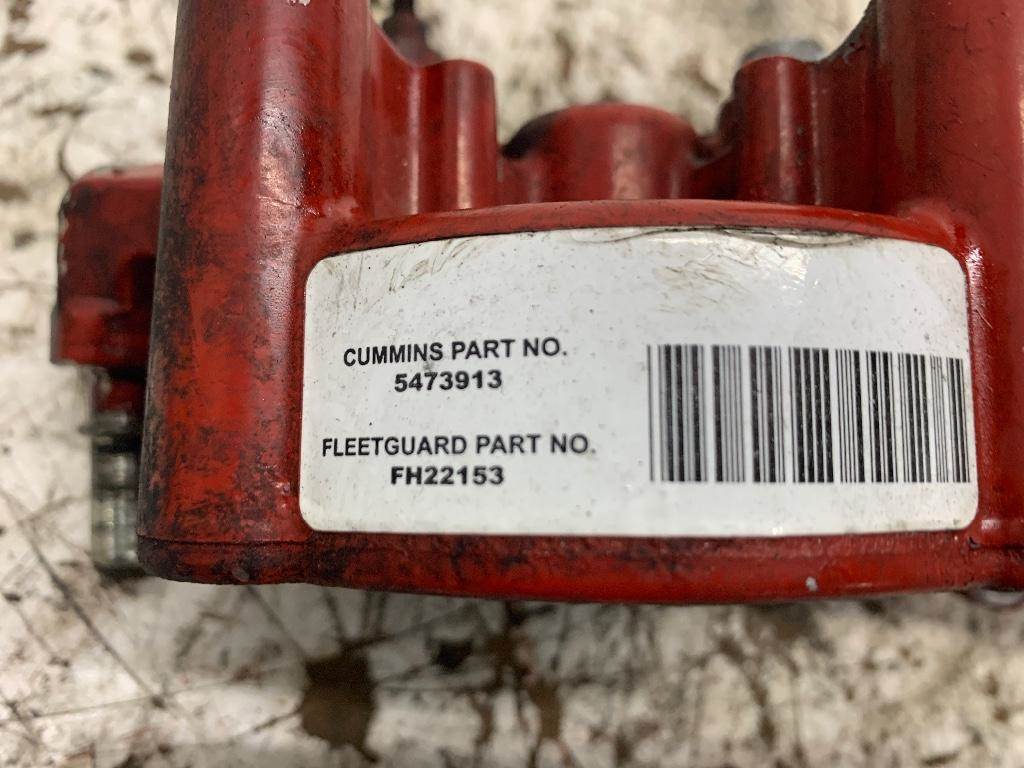 CUMMINS PART NO.
5473913
FLEETGUARD PART NO.
FH22153